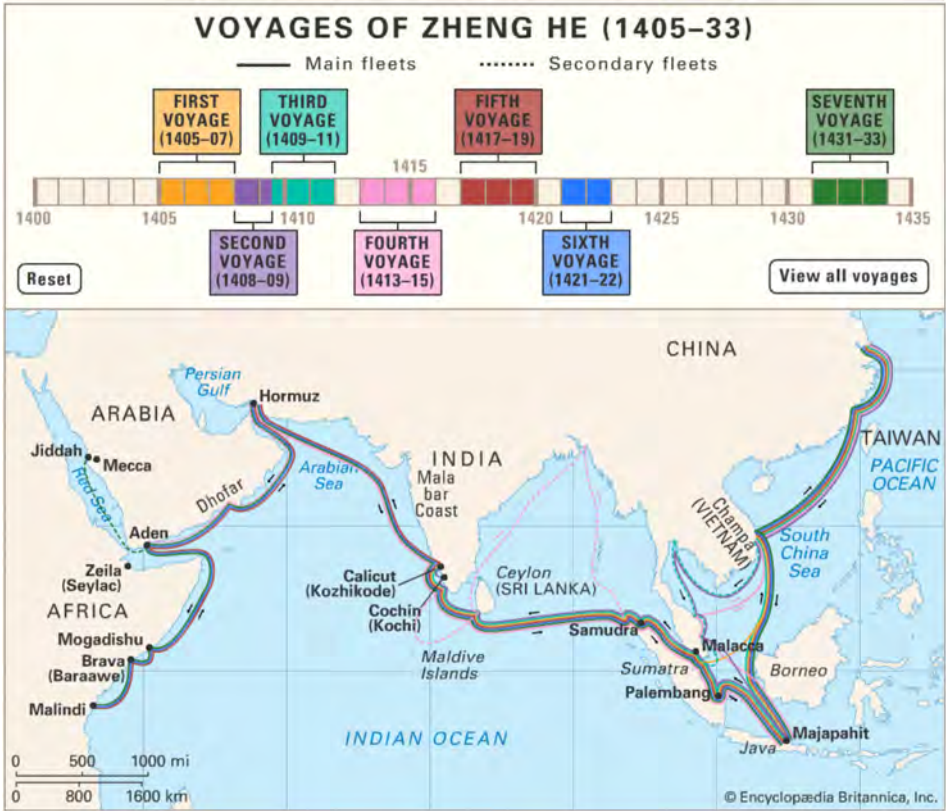 VOYAGES OF ZHENG HE (1405–33)
Main fleets
Secondary fleets
FIRST
VOYAGE
(1405–07)
THIRD
VOYAGE
(1409–11)
FIFTH
VOYAGE
(1417–19)
SEVENTH
VOYAGE
(1431–33)
1415
1400
1405
1410
1420
1425
1430
1435
SECOND
VOYAGE
(1408–09)
FOURTH
VOYAGE
(1413–15)
SIXTH
VOYAGE
(1421–22)
Reset
View all voyages
CHINA
Persian
Gulf
Hormuz
ARABIA
TAIWAN
Jiddah
Mecca
Arabian
Sea
INDIA
Mala
bar
Coast
PACIFIC
OCEAN
Red Sea
Dhofar
Champa
(VIETNAM)
South
China
Sea
Aden
Zeila
(Seylac)
Calicut
(Kozhikode)
Ceylon
(SRI LANKA)
AFRICA
Cochin
(Kochi)
Mogadishu
Samudra
Malacca
Brava
(Baraawe)
Maldive
Islands
Sumatra
Borneo
Malindi
Palembang
INDIAN OCEAN
Majapahit
Java
0 500 1000 mi
0 800 1600 km
© Encyclopædia Britannica, Inc.